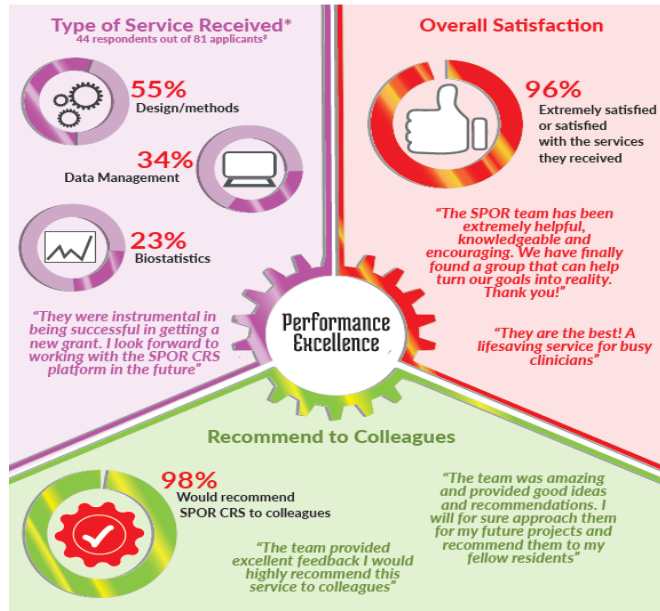 Type of Service Received*
44 respondents out of 81 applicants$
55%
Design/methods
34%
Data Management
23%
Biostatistics
“They were instrumental in
being successful in getting a
new grant. I look forward to
working with the SPOR CRS
platform in the future”
Overall Satisfaction
96%
Extremely satisfied
or satisfied
with the services
they received
“The SPOR team has been
extremely helpful,
knowledgeable and
encouraging. We have finally
found a group that can help
turn our goals into reality.
Thank you!”
“They are the best! A
lifesaving service for busy
clinicians”
Performance
Excellence
Recommend to Colleagues
98%
Would recommend
SPOR CRS to colleagues
“The team provided
excellent feedback I would
highly recommend this
service to colleagues”
“The team was amazing
and provided good ideas
and recommendations. I
will for sure approach them
for my future projects and
recommend them to my
fellow residents”